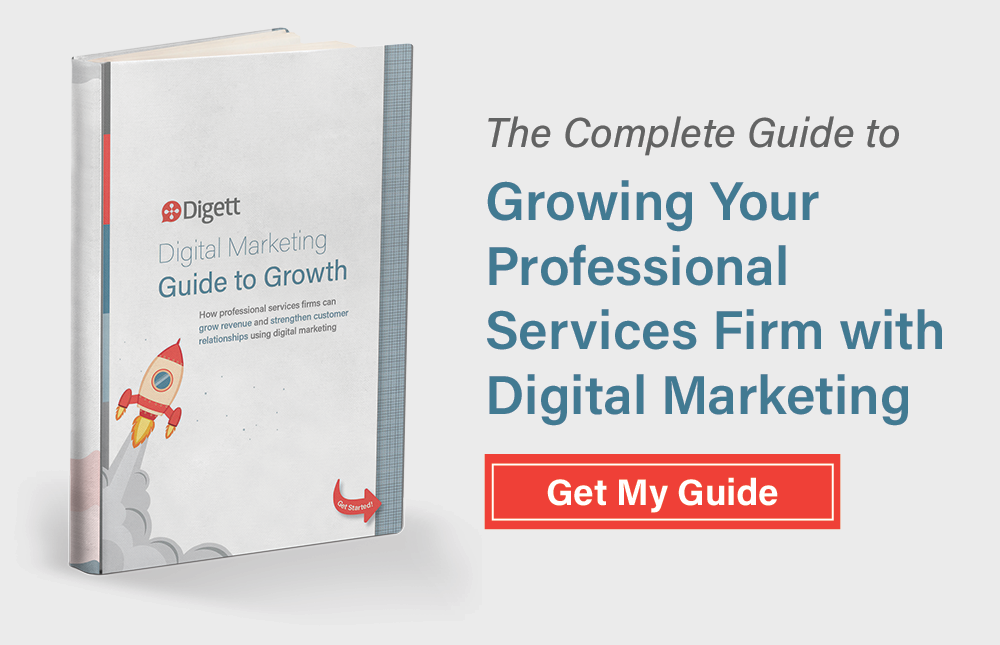 Digett
Digital Marketing
Guide to Growth
How professional services firms can
grow revenue and strengthen customer
relationships using digital marketing
Get Started!
The Complete Guide to
Growing Your
Professional
Services Firm with
Digital Marketing
Get My Guide